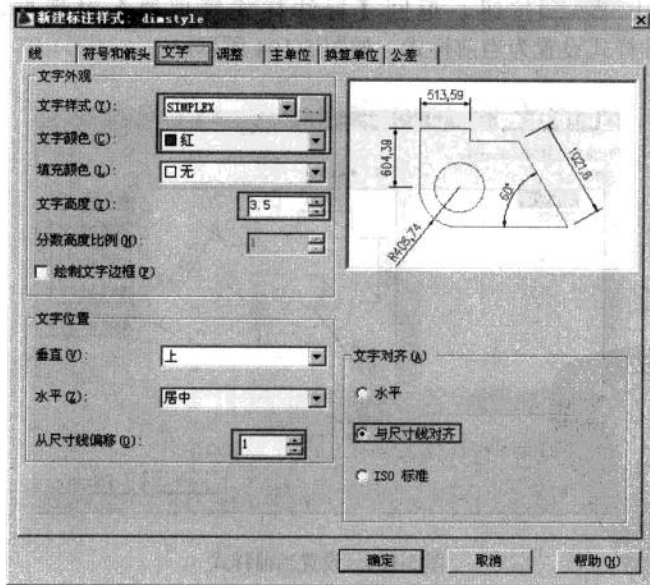 新建标注样式: dimstyle
线
符号和箭头
文字
调整
主单位
换算单位
公差
文字外观
文字样式(Y):
SIMPLEX
...
文字颜色(C):
红
填充颜色(L):
无
文字高度(T):
3.5
分数高度比例(H):
1
绘制文字边框(F)
513,59
604,39
1021,8
60°
R408,74
文字位置
垂直(V):
上
水平(Z):
居中
从尺寸线偏移(O):
1
文字对齐(A)
水平
与尺寸线对齐
ISO 标准
确定
取消
帮助(H)